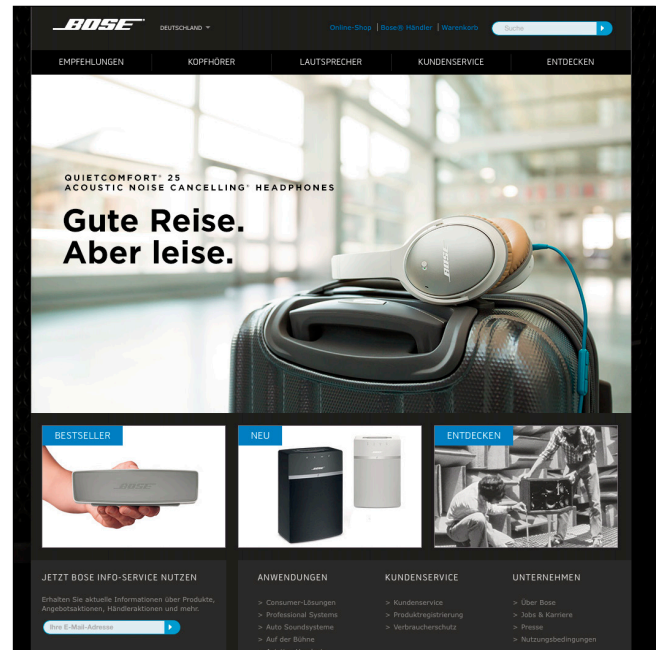 BOSE
DEUTSCHLAND
Online-Shop | Bose® Händler | Warenkorb
Suche
EMPFEHLUNGEN
KOPFHÖRER
LAUTSPRECHER
KUNDENSERVICE
ENTDECKEN
QUIETCOMFORT® 25
ACOUSTIC NOISE CANCELLING® HEADPHONES
Gute Reise.
Aber leise.
BOSE
BESTSELLER
BOSE
NEU
BOSE
ENTDECKEN
JETZT BOSE INFO-SERVICE NUTZEN
Erhalten Sie aktuelle Informationen über Produkte,
Angebotsaktionen, Händleraktionen und mehr.
Ihre E-Mail-Adresse
ANWENDUNGEN
> Consumer-Lösungen
> Professional Systems
> Auto Soundsysteme
> Auf der Bühne
KUNDENSERVICE
> Kundenservice
> Produktregistrierung
> Verbraucherschutz
UNTERNEHMEN
> Über Bose
> Jobs & Karriere
> Presse
> Nutzungsbedingungen